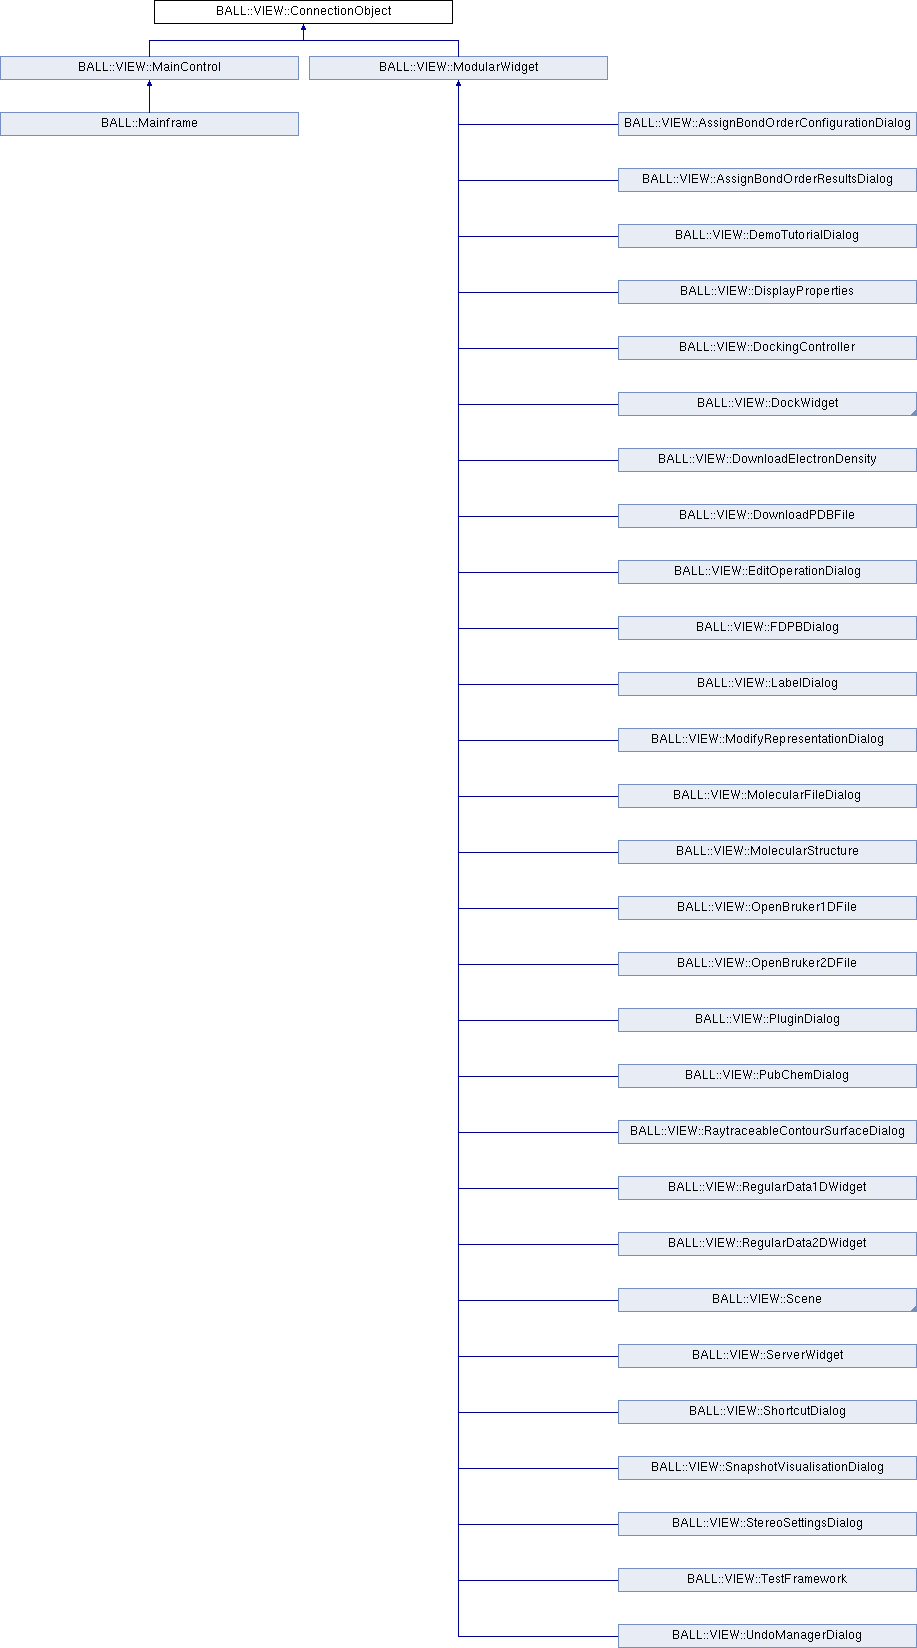 BALL::VIEW::ConnectionObject
BALL::VIEW::MainControl
BALL::VIEW::ModularWidget
BALL::Mainframe
BALL::VIEW::AssignBondOrderConfigurationDialog
BALL::VIEW::AssignBondOrderResultsDialog
BALL::VIEW::DemoTutorialDialog
BALL::VIEW::DisplayProperties
BALL::VIEW::DockingController
BALL::VIEW::DockWidget
BALL::VIEW::DownloadElectronDensity
BALL::VIEW::DownloadPDBFile
BALL::VIEW::EditOperationDialog
BALL::VIEW::FDPBDialog
BALL::VIEW::LabelDialog
BALL::VIEW::ModifyRepresentationDialog
BALL::VIEW::MolecularFileDialog
BALL::VIEW::MolecularStructure
BALL::VIEW::OpenBruker1DFile
BALL::VIEW::OpenBruker2DFile
BALL::VIEW::PluginDialog
BALL::VIEW::PubChemDialog
BALL::VIEW::RaytraceableContourSurfaceDialog
BALL::VIEW::RegularData1DWidget
BALL::VIEW::RegularData2DWidget
BALL::VIEW::Scene
BALL::VIEW::ServerWidget
BALL::VIEW::ShortcutDialog
BALL::VIEW::SnapshotVisualisationDialog
BALL::VIEW::StereoSettingsDialog
BALL::VIEW::TestFramework
BALL::VIEW::UndoManagerDialog